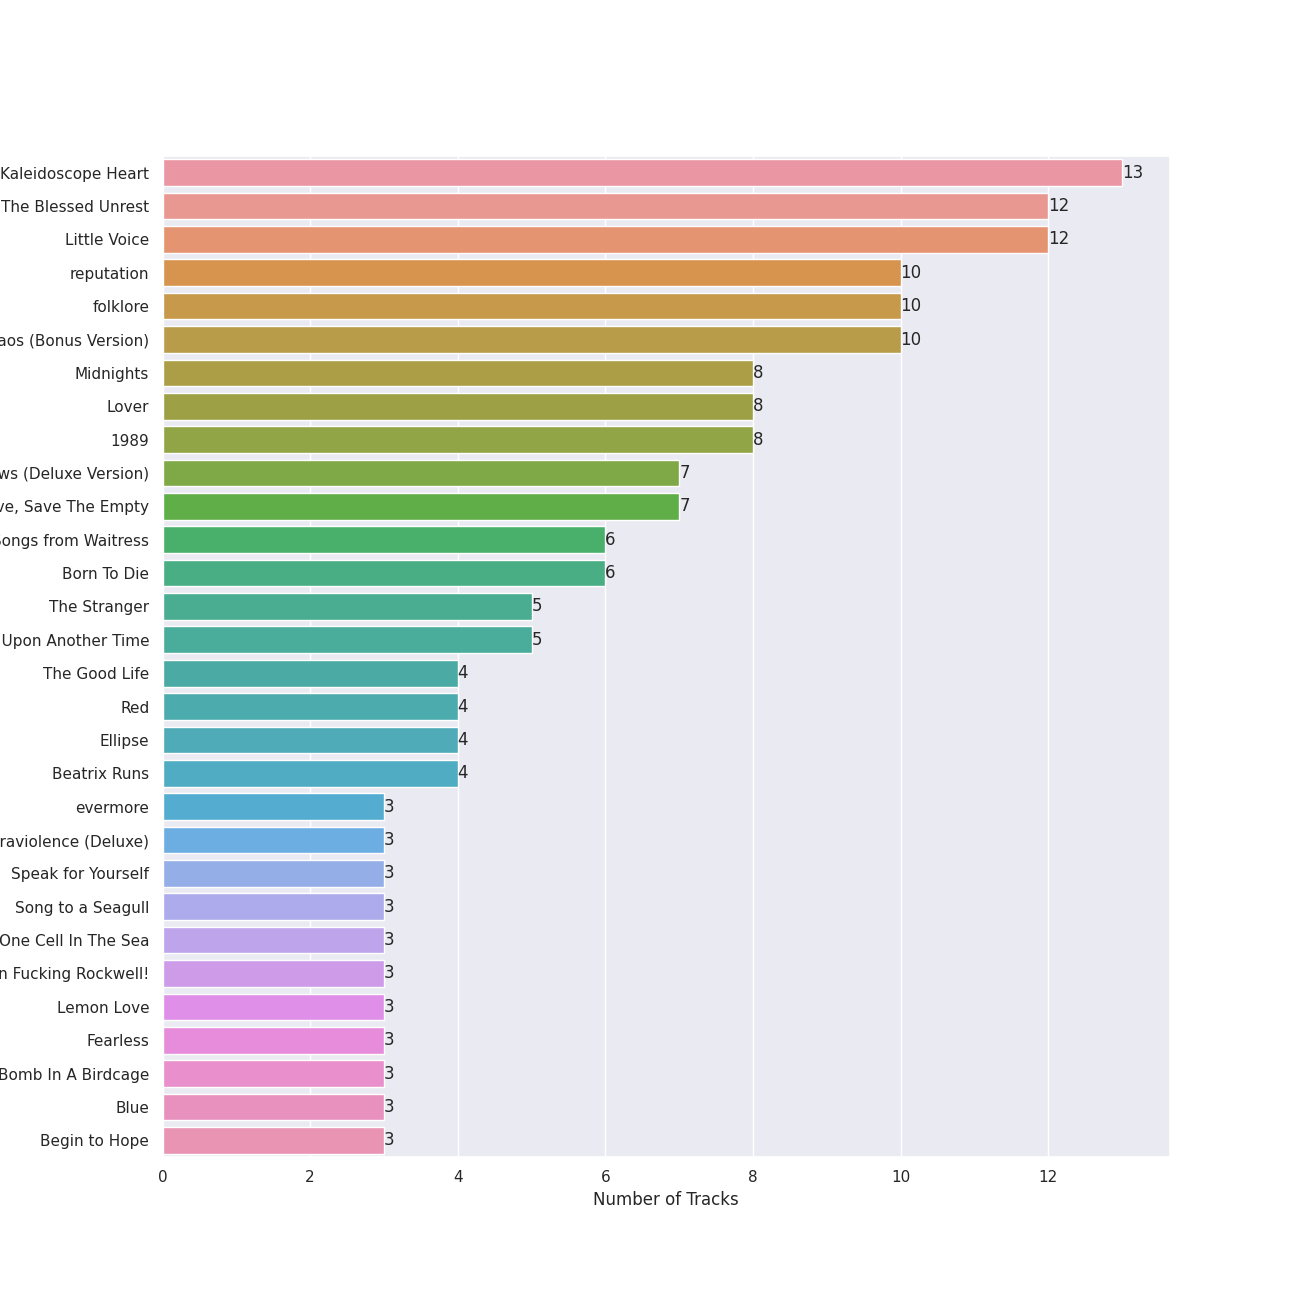 Kaleidoscope Heart 13
The Blessed Unrest 12
Little Voice 12
reputation 10
folklore 10
aos (Bonus Version) 10
Midnights 8
Lover 8
1989 8
ws (Deluxe Version) 7
ve, Save The Empty 7
Songs from Waitress 6
Born To Die 6
The Stranger 5
Upon Another Time 5
The Good Life 4
Red 4
Ellipse 4
Beatrix Runs 4
evermore 3
raviolence (Deluxe) 3
Speak for Yourself 3
Song to a Seagull 3
One Cell In The Sea 3
n Fucking Rockwell! 3
Lemon Love 3
Fearless 3
Bomb In A Birdcage 3
Blue 3
Begin to Hope 3
0 2 4 6 8 10 12
Number of Tracks